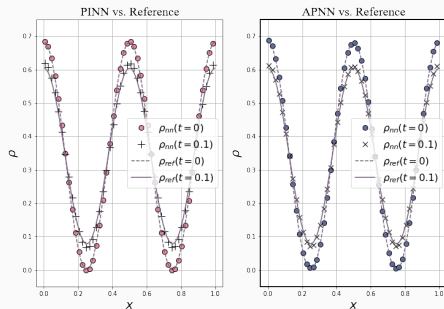 PINN vs. Reference
0.7
0.6
0.5
0.4
0.3
0.2
0.1
0.0
ρ
ρnn(t=0)
ρnn(t=0.1)
ρref(t=0)
ρref(t=0.1)
0.0 0.2 0.4 0.6 0.8 1.0
x
APNN vs. Reference
0.7
0.6
0.5
0.4
0.3
0.2
0.1
0.0
ρ
ρnn(t=0)
ρnn(t=0.1)
ρref(t=0)
ρref(t=0.1)
0.0 0.2 0.4 0.6 0.8 1.0
x